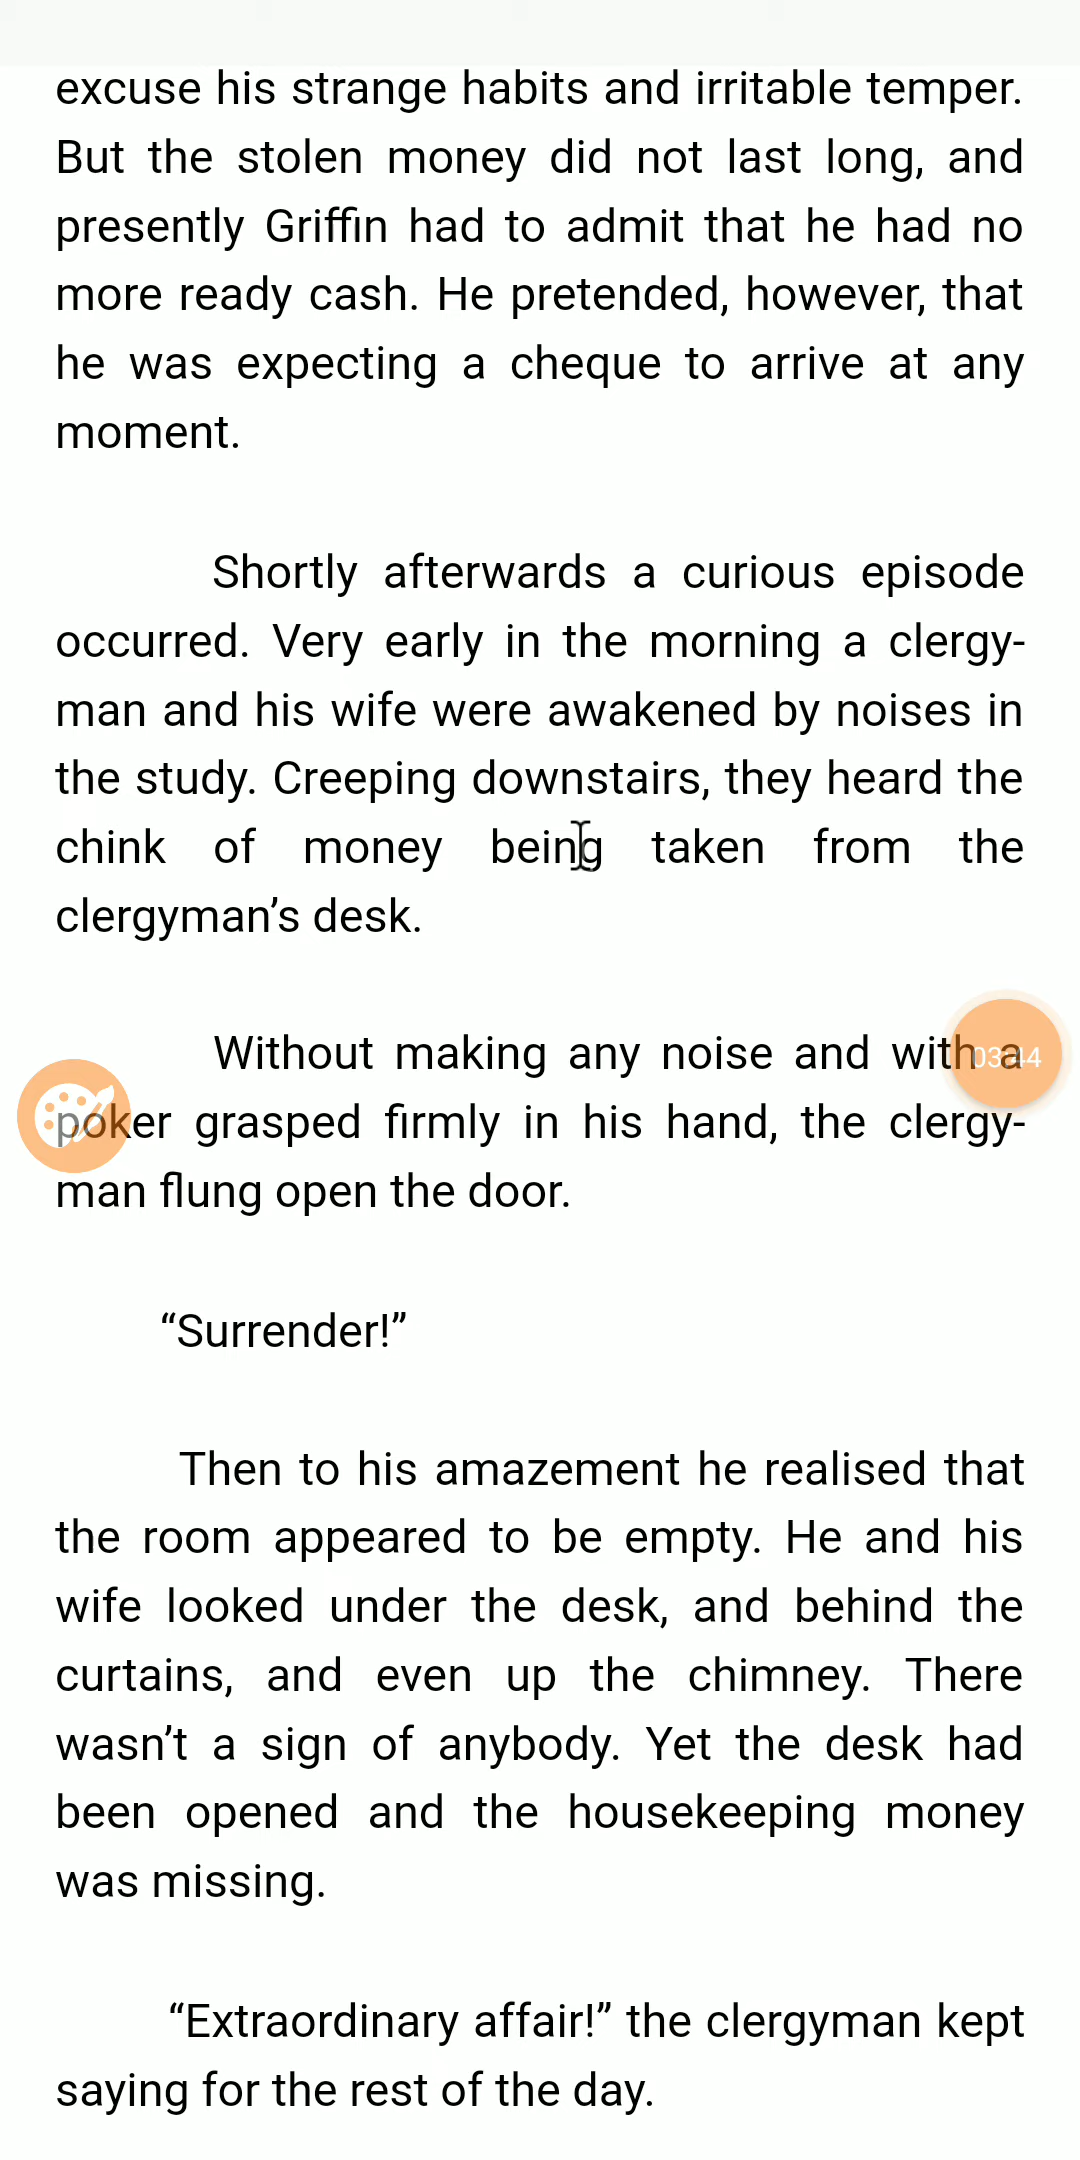 excuse his strange habits and irritable temper.
But the stolen money did not last long, and
presently Griffin had to admit that he had no
more ready cash. He pretended, however, that
he was expecting a cheque to arrive at any
moment.
Shortly afterwards a curious episode
occurred. Very early in the morning a clergy-
man and his wife were awakened by noises in
the study. Creeping downstairs, they heard the
chink of money being taken from the
clergyman’s desk.
Without making any noise and with a
03:44
poker grasped firmly in his hand, the clergy-
man flung open the door.
“Surrender!”
Then to his amazement he realised that
the room appeared to be empty. He and his
wife looked under the desk, and behind the
curtains, and even up the chimney. There
wasn’t a sign of anybody. Yet the desk had
been opened and the housekeeping money
was missing.
“Extraordinary affair!” the clergyman kept
saying for the rest of the day.